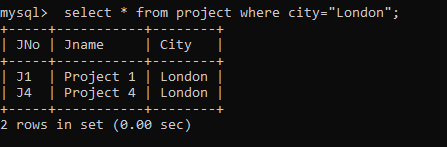 mysql>  select * from project where city="London";
+-----+-----------+--------+
| JNo | Jname     | City   |
+-----+-----------+--------+
| J1  | Project 1 | London |
| J4  | Project 4 | London |
+-----+-----------+--------+
2 rows in set (0.00 sec)